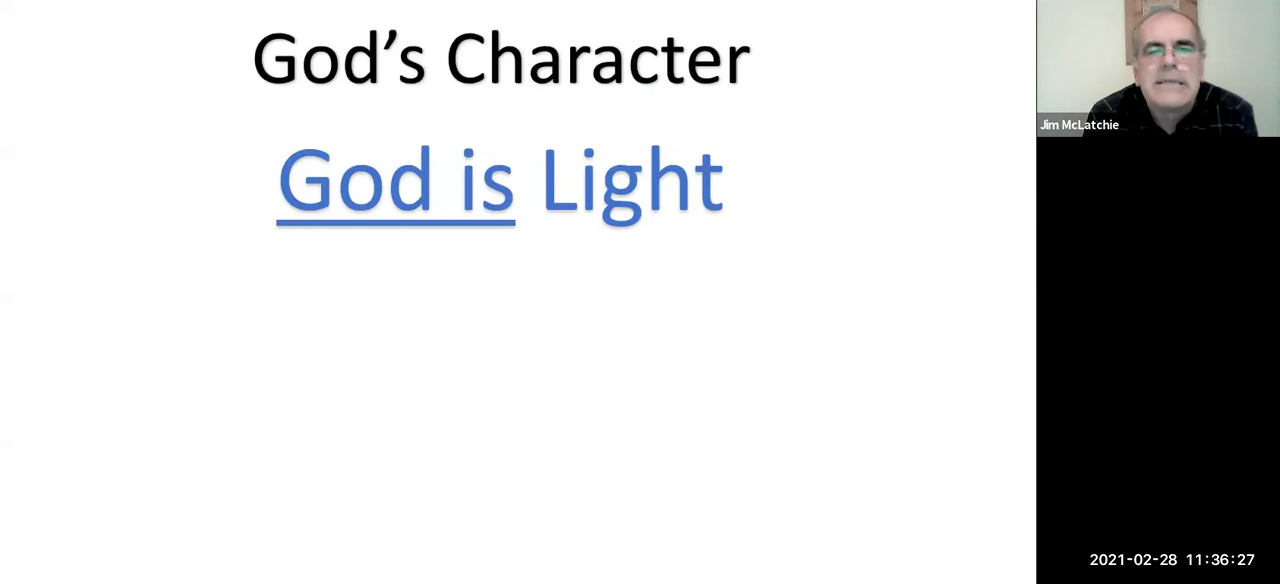 God’s Character
God is Light
Jim McLatchie
2021-02-28 11:36:27